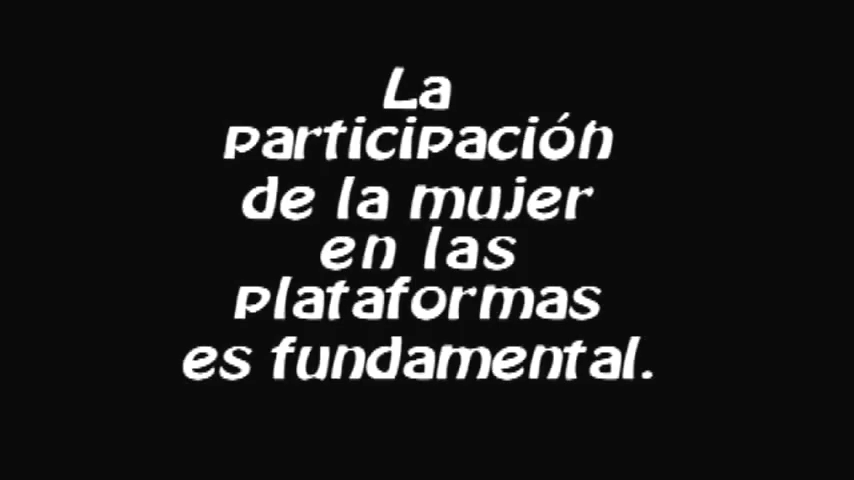 La
participación
de la mujer
en las
plataformas
es fundamental.